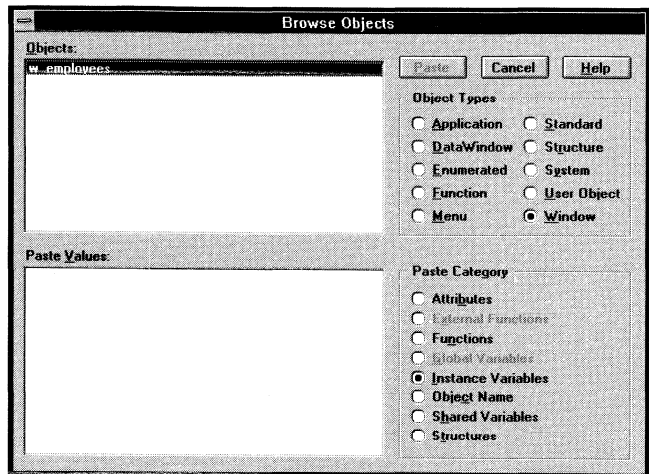 Browse Objects
Objects:
w_employees
Paste Cancel Help
Object Types
Application Standard
DataWindow Structure
Enumerated System
Function User Object
Menu Window
Paste Values:
Paste Category
Attributes
External Functions
Functions
Global Variables
Instance Variables
Object Name
Shared Variables
Structures